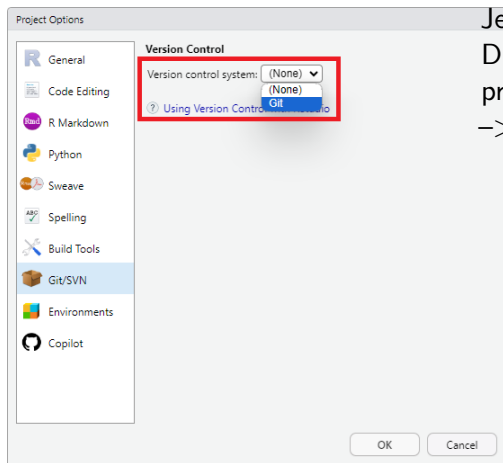 Project Options
General
Code Editing
R Markdown
Python
Sweave
Spelling
Build Tools
Git/SVN
Environments
Copilot
Version Control
Version control system: (None)
(None)
Git
Using Version Control
OK
Cancel
Je
D
pr
–>